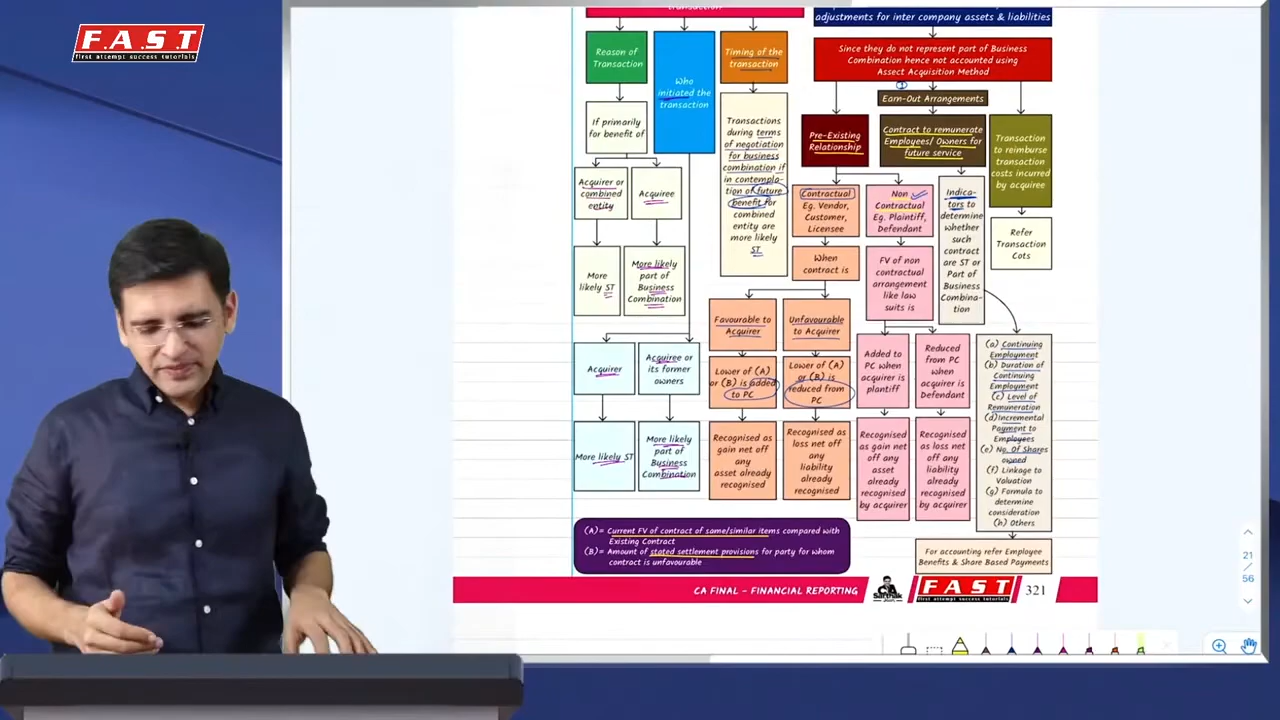 F.A.S.T
first attempt success tutorials
transaction?
adjustments for inter company assets & liabilities
Reason of
Transaction
Who
initiated the
transaction
Timing of the
transaction
Since they do not represent part of Business
Combination hence not accounted using
Assect Acquisition Method
1
Earn-Out Arrangements
If primarily
for benefit of
Transactions
during terms
of negotiation
for business
combination if
in contempla-
tion of future
benefit for
combined
entity are
more likely
ST
Pre-Existing
Relationship
Contract to remunerate
Employees/ Owners for
future service
Transaction
to reimburse
transaction
costs incurred
by acquiree
Acquirer or
combined
entity
Acquiree
Contractual
Eg. Vendor,
Customer,
Licensee
Non
Contractual
Eg. Plaintiff,
Defendant
Indica-
tors to
determine
whether
such
contract
are ST or
Part of
Business
Combina-
tion
Refer
Transaction
Cots
More
likely ST
More likely
part of
Business
Combination
When
contract is
FV of non
contractual
arrangement
like law
suits is
Favourable to
Acquirer
Unfavourable
to Acquirer
Acquirer
Acquiree or
its former
owners
Lower of (A)
or (B) is added
to PC
Lower of (A)
or (B) is
reduced from
PC
Added to
PC when
acquirer is
plantiff
Reduced
from PC
when
acquirer is
Defendant
(a) Continuing
Employment
(b) Duration of
Continuing
Employment
(c) Level of
Remuneration
(d)Incremental
Payment to
Employees
(e) No. Of Shares
owned
(f) Linkage to
Valuation
(g) Formula to
determine
consideration
(h) Others
More likely ST
More likely
part of
Business
Combination
Recognised as
gain net off
any
asset already
recognised
Recognised as
loss net off
any
liability
already
recognised
Recognised
as gain net
off any
asset
already
recognised
by acquirer
Recognised
as loss net
off any
liability
already
recognised
by acquirer
(A)= Current FV of contract of same/similar items compared with
Existing Contract
(B)= Amount of stated settlement provisions for party for whom
contract is unfavourable
For accounting refer Employee
Benefits & Share Based Payments
CA FINAL – FINANCIAL REPORTING
F.A.S.T
first attempt success tutorials
321
21
/
56